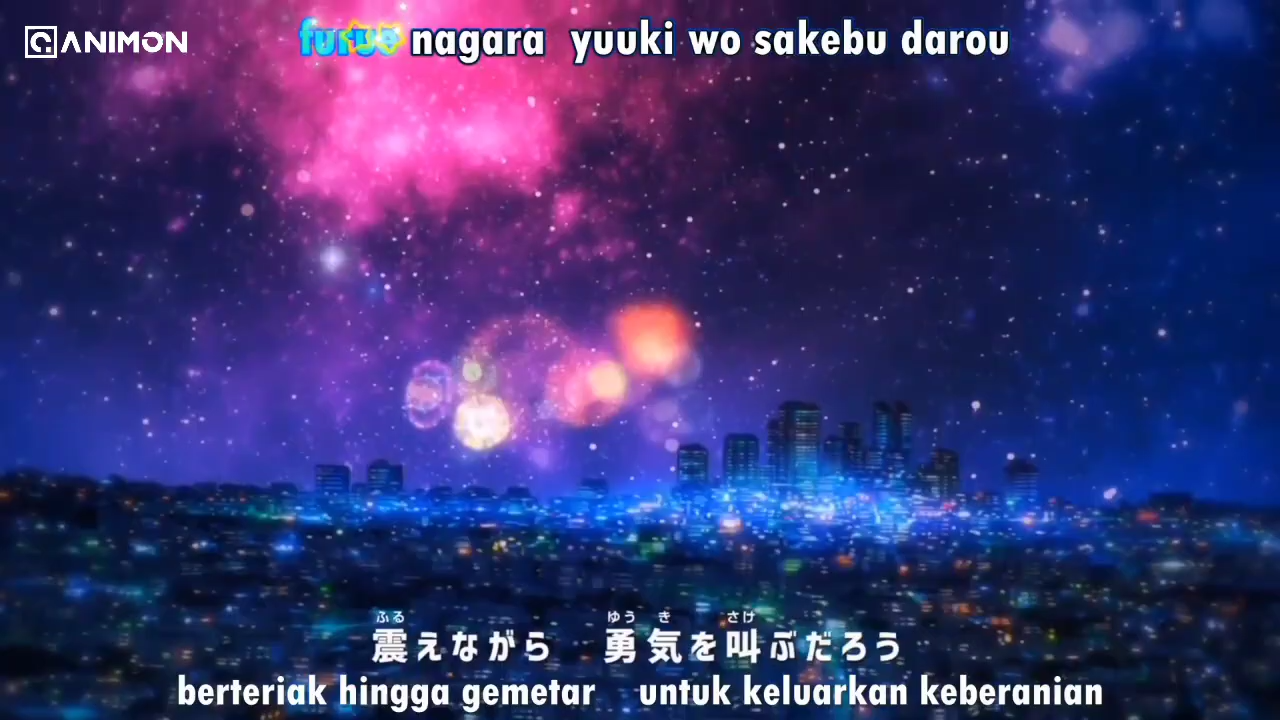 ANIMON
furue nagara yuuki wo sakebu darou
ふる ゆう き さけ
震えながら 勇気を叫ぶだろう
berteriak hingga gemetar untuk keluarkan keberanian